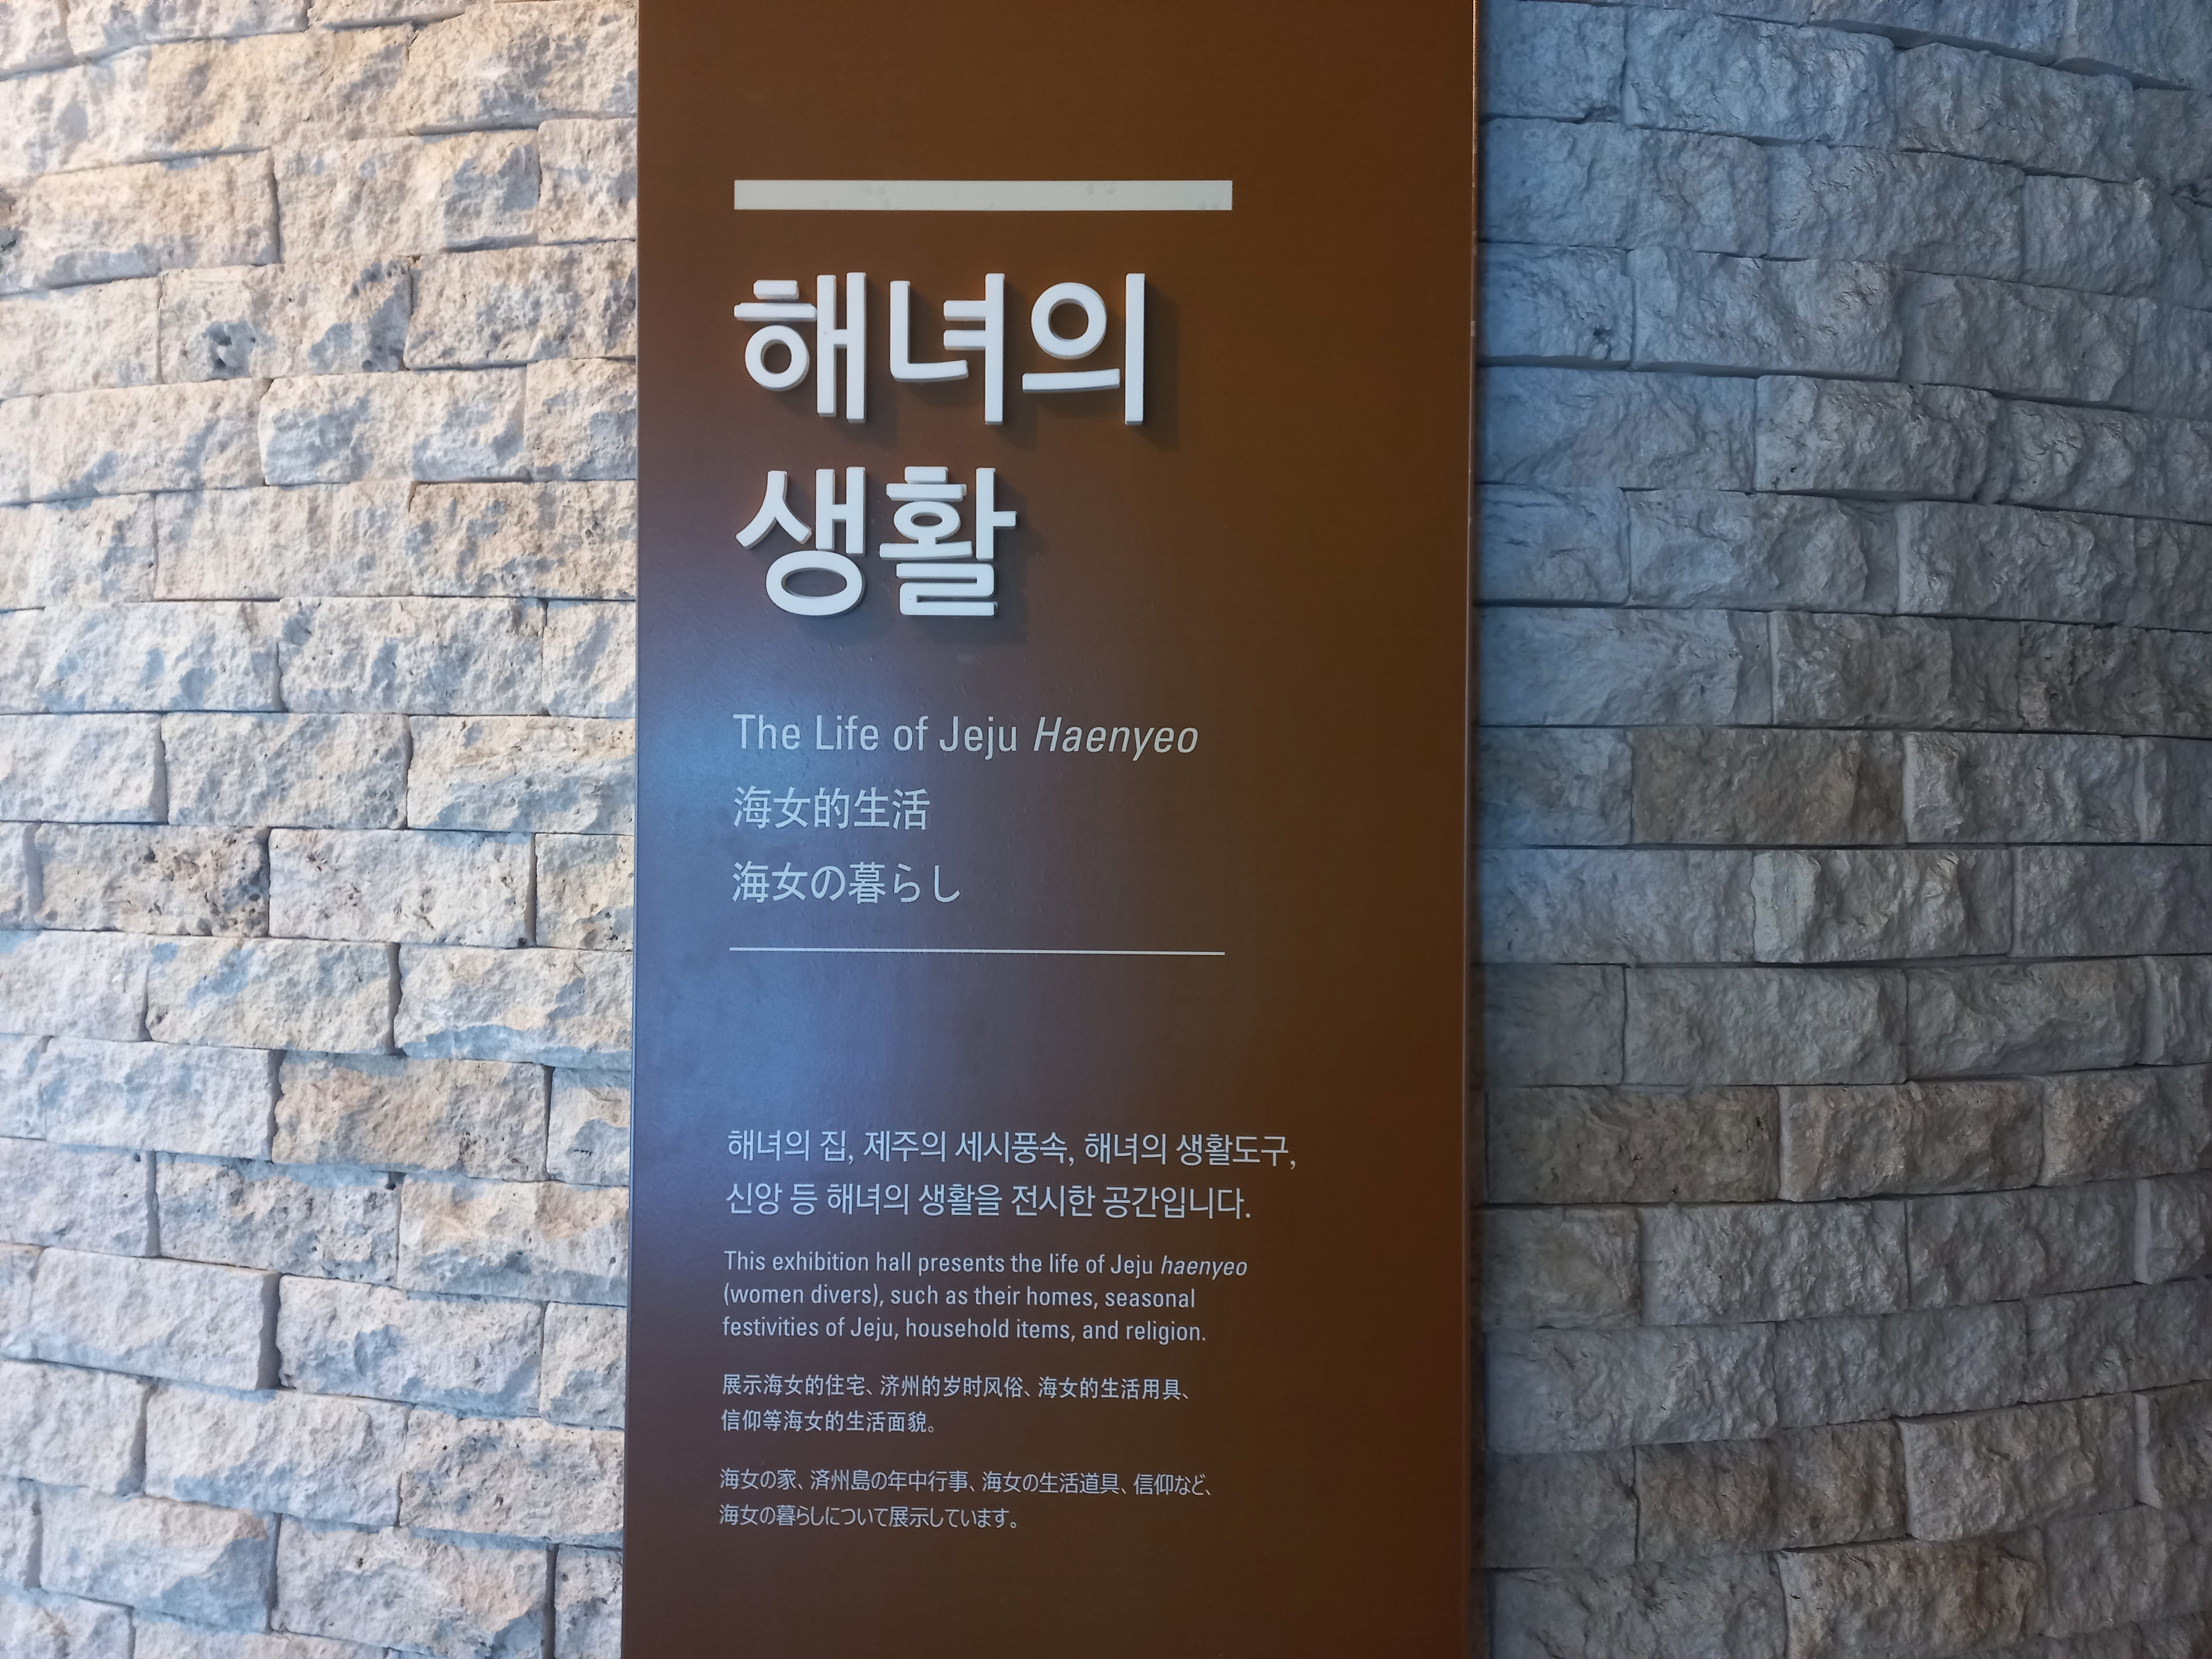 해녀의
생활
The Life of Jeju Haenyeo
海女的生活
海女の暮らし
해녀의 집, 제주의 세시풍속, 해녀의 생활도구,
신앙 등 해녀의 생활을 전시한 공간입니다.
This exhibition hall presents the life of Jeju haenyeo
(women divers), such as their homes, seasonal
festivities of Jeju, household items, and religion.
展示海女的住宅、济州的岁时风俗、海女的生活用具、
信仰等海女的生活面貌。
海女の家、済州島の年中行事、海女の生活道具、信仰など、
海女の暮らしについて展示しています。